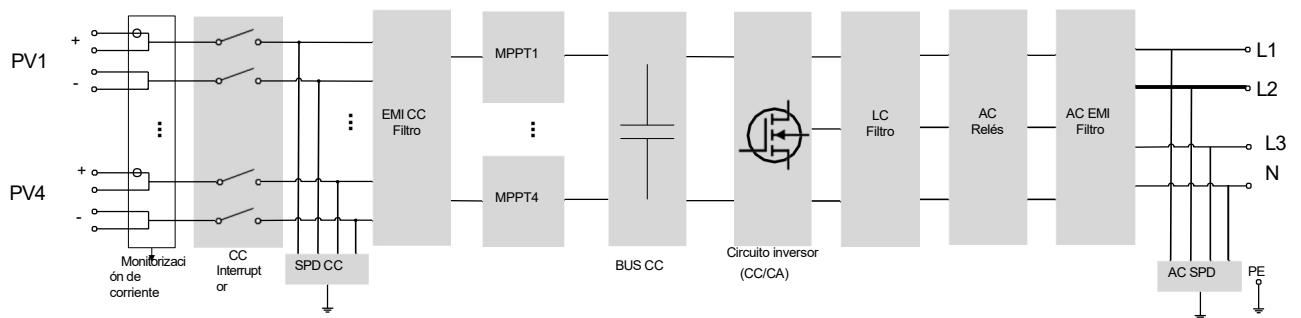 PV1
+
-
PV4
+
-
Monitorizaci
ón de
corriente
CC
Interrupt
or
SPD CC
EMI CC
Filtro
MPPT1
MPPT4
BUS CC
Circuito inversor
(CC/CA)
LC
Filtro
AC
Relés
AC EMI
Filtro
L1
L2
L3
N
AC SPD
PE